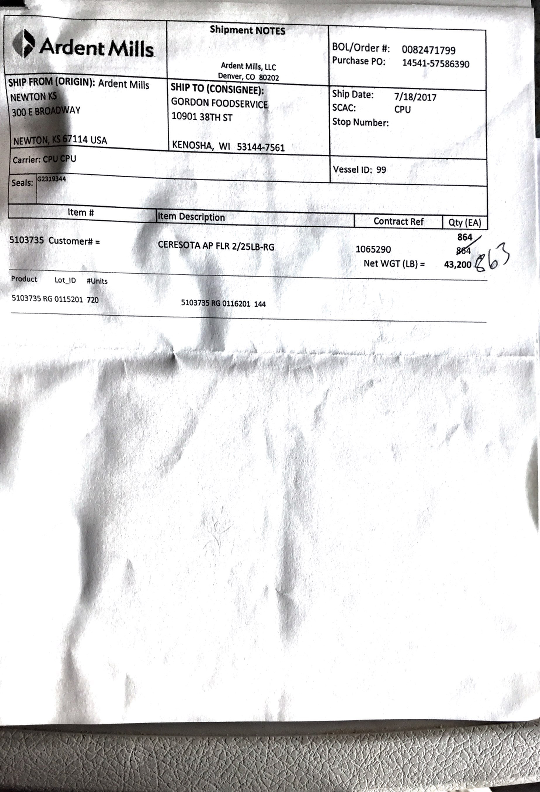 Shipment NOTES
Ardent Mills
Ardent Mills, LLC
Denver, CO 80202
BOL/Order #: 0082471799
Purchase PO: 14541-57586390
SHIP FROM (ORIGIN): Ardent Mills
NEWTON KS
300 E BROADWAY
NEWTON, KS 67114 USA
SHIP TO (CONSIGNEE):
GORDON FOODSERVICE
10901 38TH ST
KENOSHA, WI 53144-7561
Ship Date: 7/18/2017
SCAC: CPU
Stop Number:
Carrier: CPU CPU
Vessel ID: 99
Seals: G2319344
Item # Item Description Contract Ref Qty (EA)
864
5103735 Customer# = CERESOTA AP FLR 2/25LB-RG 1065290 864
Net WGT (LB) = 43,200 863
Product Lot_ID #Units
5103735 RG 0115201 720 5103735 RG 0116201 144